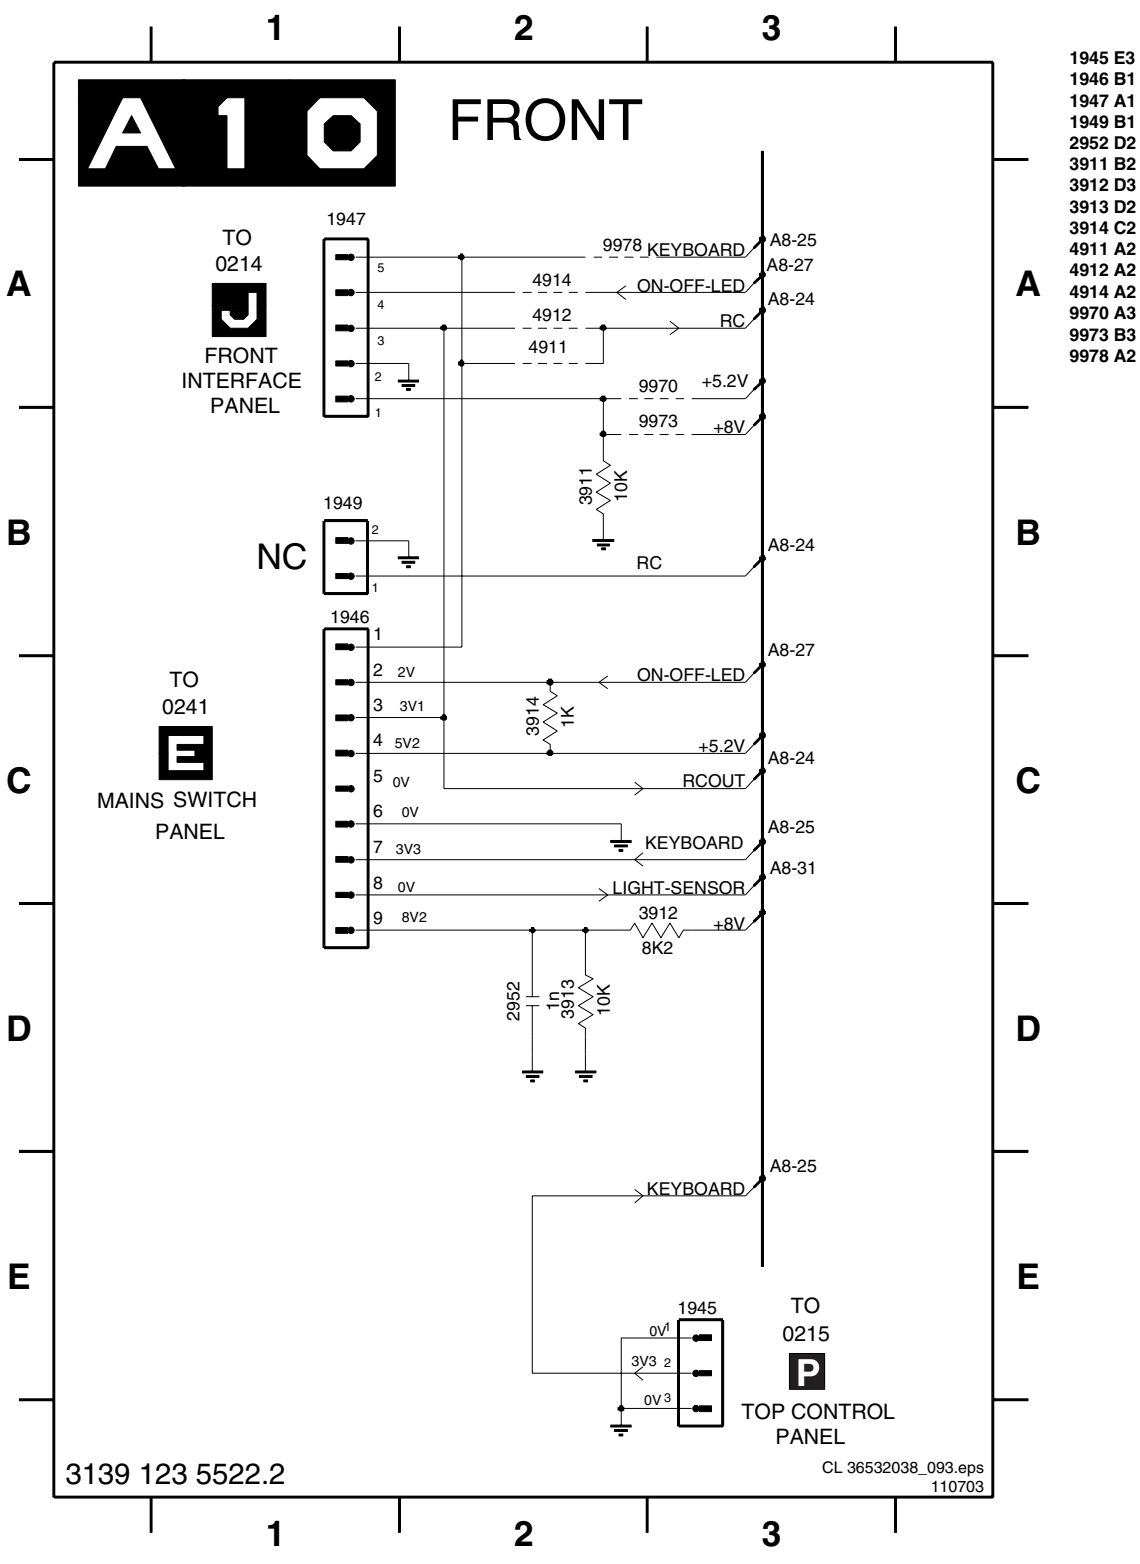 1 2 3
A10 FRONT
1945 E3
1946 B1
1947 A1
1949 B1
2952 D2
3911 B2
3912 D3
3913 D2
3914 C2
4911 A2
4912 A2
4914 A2
9970 A3
9973 B3
9978 A2
A
A
TO
0214
J
FRONT
INTERFACE
PANEL
1947
5
4
3
2
1
9978 KEYBOARD A8-25
4914 ON-OFF-LED A8-27
4912 RC A8-24
4911
9970 +5.2V
9973 +8V
3911
10K
B
B
NC
1949
2
1
RC A8-24
1946
1
2 2V ON-OFF-LED A8-27
3914
1K
3 3V1
4 5V2 +5.2V
5 0V RCOUT A8-24
6 0V
7 3V3 KEYBOARD A8-25
8 0V LIGHT-SENSOR A8-31
9 8V2 3912 +8V
8K2
C
C
TO
0241
E
MAINS SWITCH
PANEL
2952
1n
3913
10K
D
D
KEYBOARD A8-25
E
E
1945
0V 1
3V3 2
0V 3
TO
0215
P
TOP CONTROL
PANEL
3139 123 5522.2
CL 36532038_093.eps
110703
1 2 3